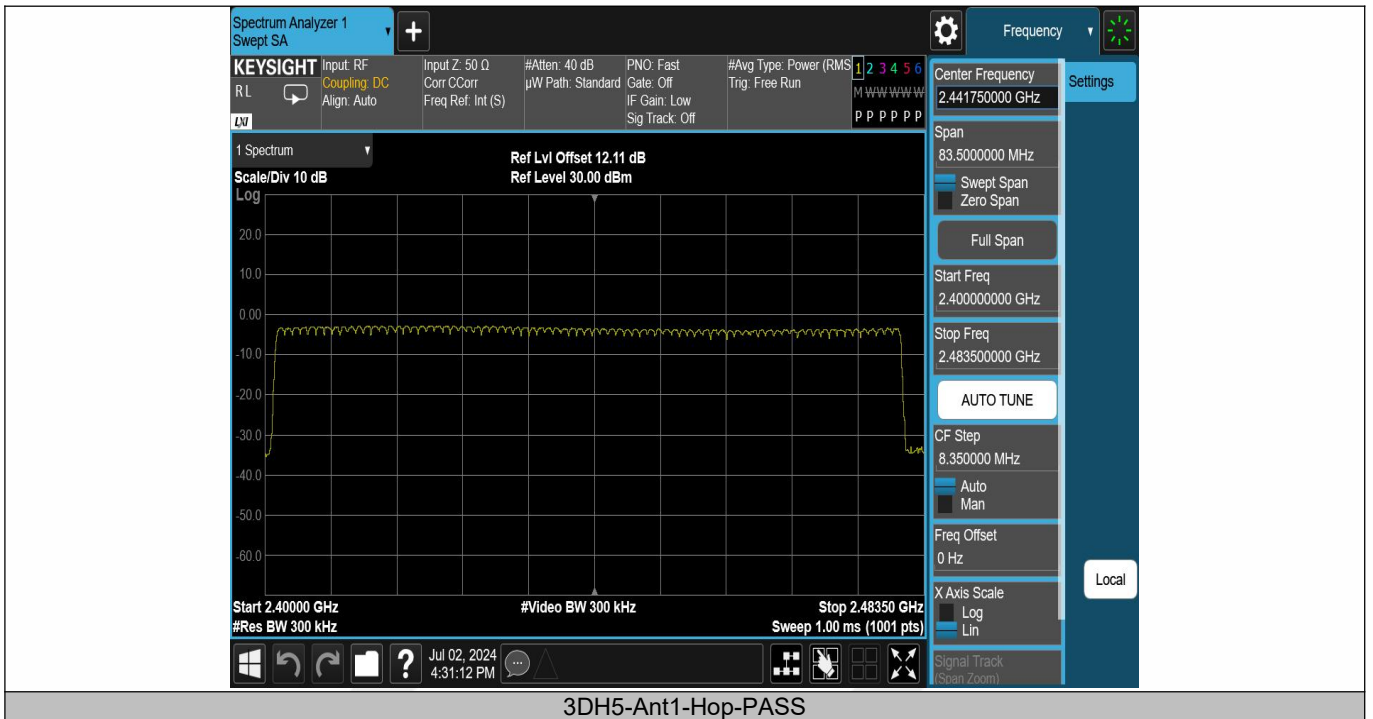 Spectrum Analyzer 1
Swept SA
Frequency
KEYSIGHT
RL
LXI
Input: RF
Coupling: DC
Align: Auto
Input Z: 50 Ω
Corr CCorr
Freq Ref: Int (S)
#Atten: 40 dB
µW Path: Standard
PNO: Fast
Gate: Off
IF Gain: Low
Sig Track: Off
#Avg Type: Power (RMS
Trig: Free Run
1 2 3 4 5 6
M W W W W W
P P P P P P
1 Spectrum
Scale/Div 10 dB
Log
Ref Lvl Offset 12.11 dB
Ref Level 30.00 dBm
20.0
10.0
0.00
-10.0
-20.0
-30.0
-40.0
-50.0
-60.0
Start 2.40000 GHz
#Res BW 300 kHz
#Video BW 300 kHz
Stop 2.48350 GHz
Sweep 1.00 ms (1001 pts)
Center Frequency
2.441750000 GHz
Settings
Span
83.5000000 MHz
Swept Span
Zero Span
Full Span
Start Freq
2.400000000 GHz
Stop Freq
2.483500000 GHz
AUTO TUNE
CF Step
8.350000 MHz
Auto
Man
Freq Offset
0 Hz
X Axis Scale
Log
Lin
Signal Track
(Span Zoom)
Local
?
Jul 02, 2024
4:31:12 PM
3DH5-Ant1-Hop-PASS